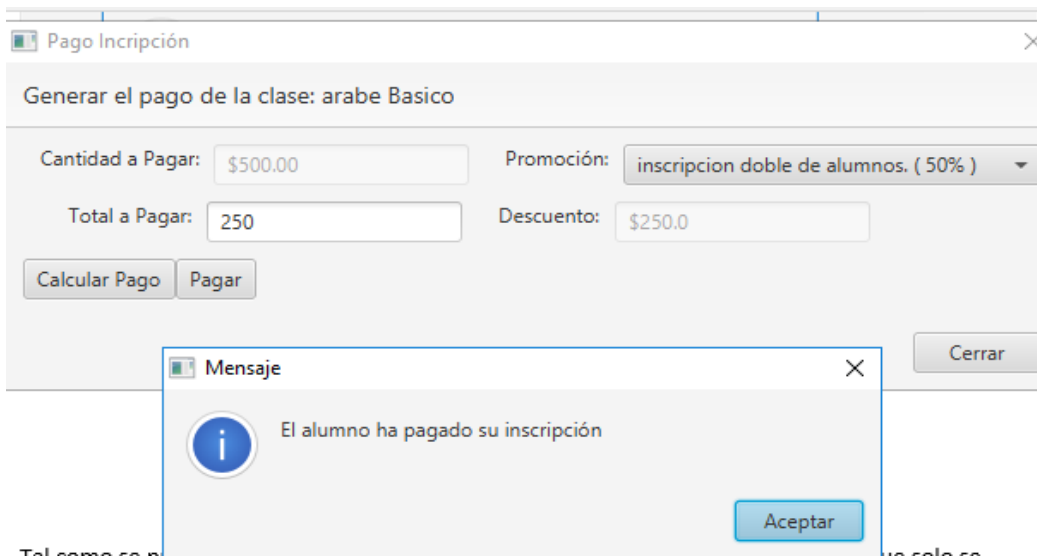 Pago Incripción
Generar el pago de la clase: arabe Basico
Cantidad a Pagar: $500.00 Promoción: inscripcion doble de alumnos. ( 50% )
Total a Pagar: 250 Descuento: $250.0
Calcular Pago Pagar
Cerrar
Mensaje
El alumno ha pagado su inscripción
Aceptar
Tal como se solo se